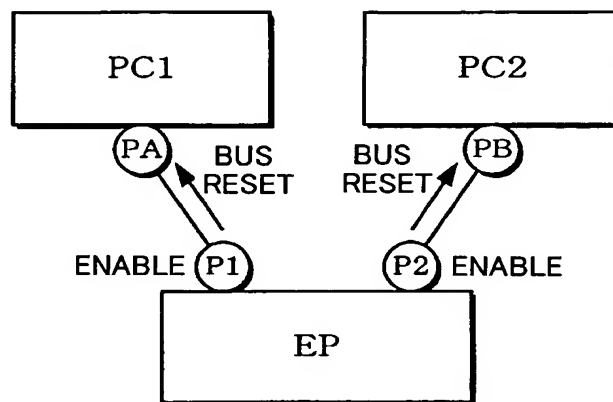 PC1 PC2
PA PB
BUS RESET
BUS RESET
ENABLE P1 P2 ENABLE
EP